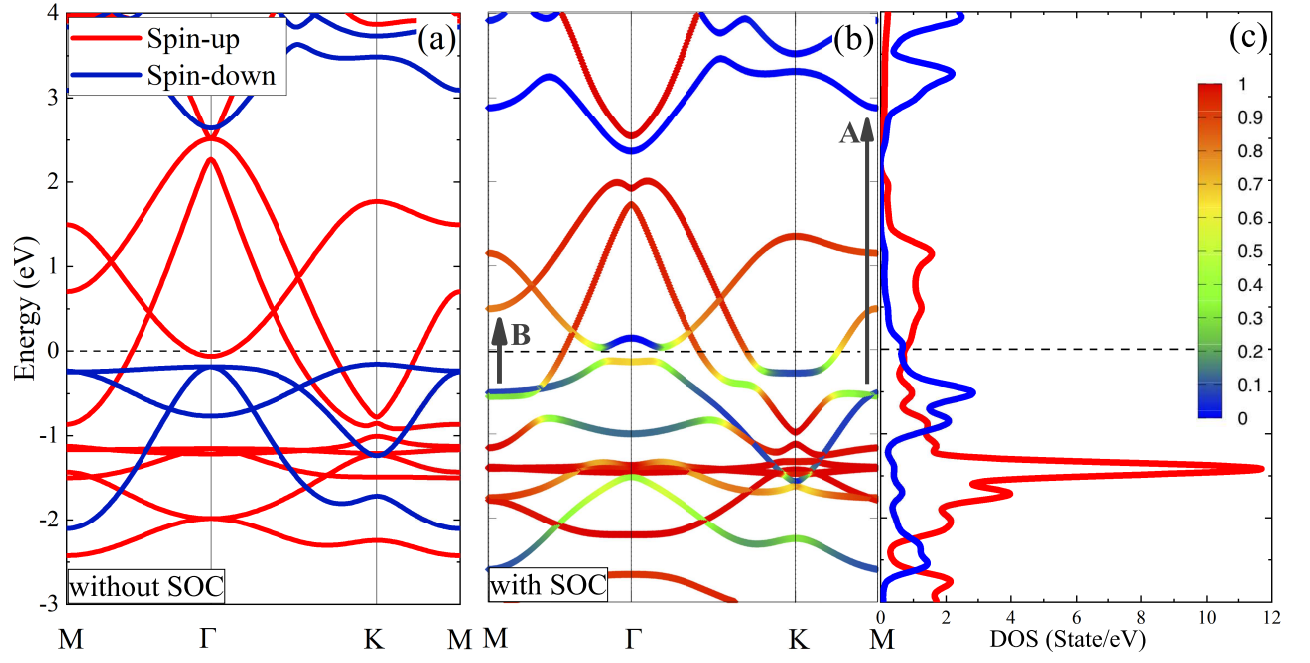 4
3
2
1
0
-1
-2
-3
Energy (eV)
Spin-up
Spin-down
(a)
without SOC
M
Γ
K
M
(b)
A
B
with SOC
M
Γ
K
M
(c)
1
0.9
0.8
0.7
0.6
0.5
0.4
0.3
0.2
0.1
0
0 2 4 6 8 10 12
DOS (State/eV)